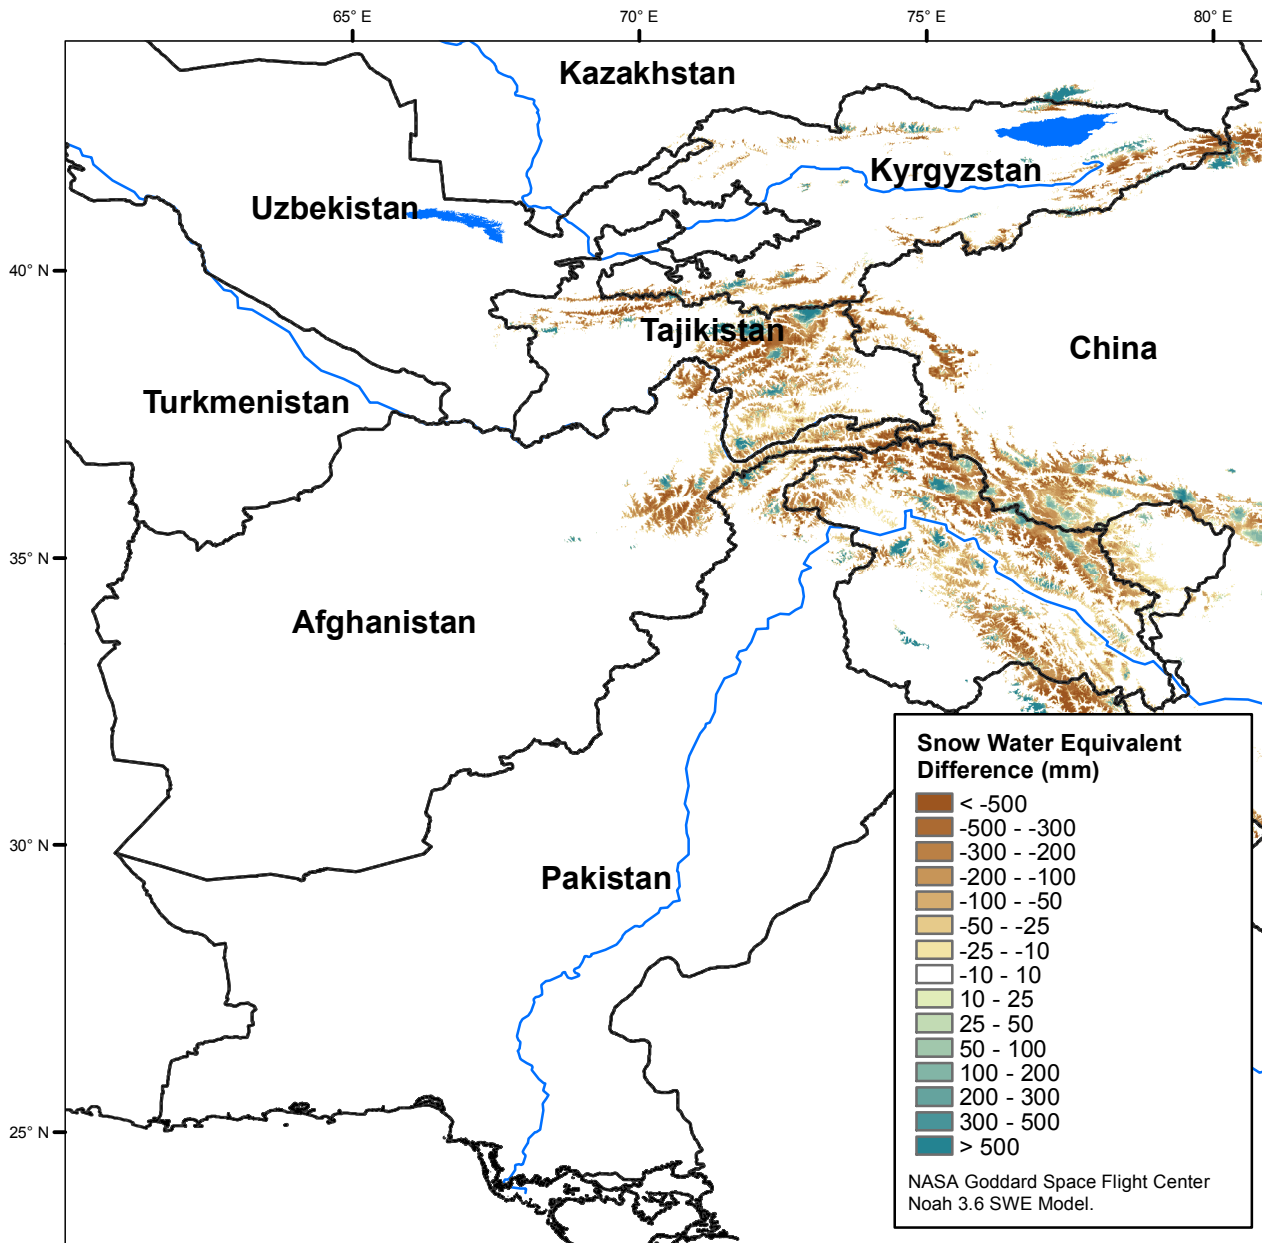 65° E
70° E
75° E
80° E
Kazakhstan
Kyrgyzstan
Uzbekistan
40° N
Tajikistan
China
Turkmenistan
35° N
Afghanistan
30° N
Pakistan
25° N
Snow Water Equivalent
Difference (mm)
< -500
-500 - -300
-300 - -200
-200 - -100
-100 - -50
-50 - -25
-25 - -10
-10 - 10
10 - 25
25 - 50
50 - 100
100 - 200
200 - 300
300 - 500
> 500
NASA Goddard Space Flight Center
Noah 3.6 SWE Model.